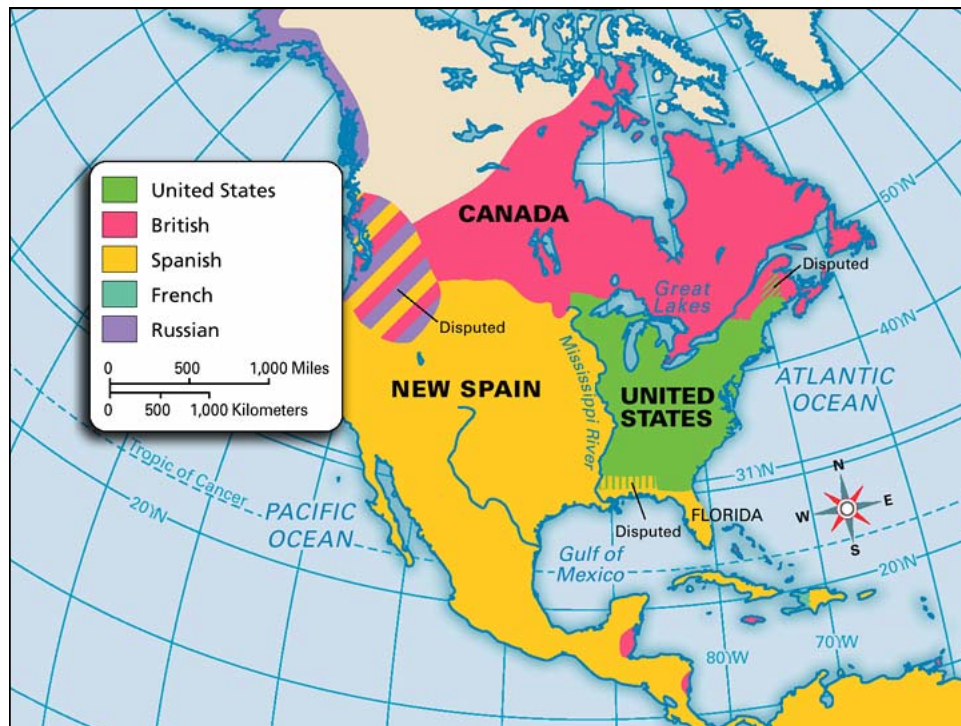 United States
British
Spanish
French
Russian
0 500 1,000 Miles
0 500 1,000 Kilometers
CANADA
Disputed
Great
Lakes
Disputed
NEW SPAIN
Mississippi River
UNITED
STATES
ATLANTIC
OCEAN
50)N
40)N
31)N
20)N
Tropic of Cancer
20)N
PACIFIC
OCEAN
Disputed
FLORIDA
Gulf of
Mexico
N
W E
S
80)W
70)W